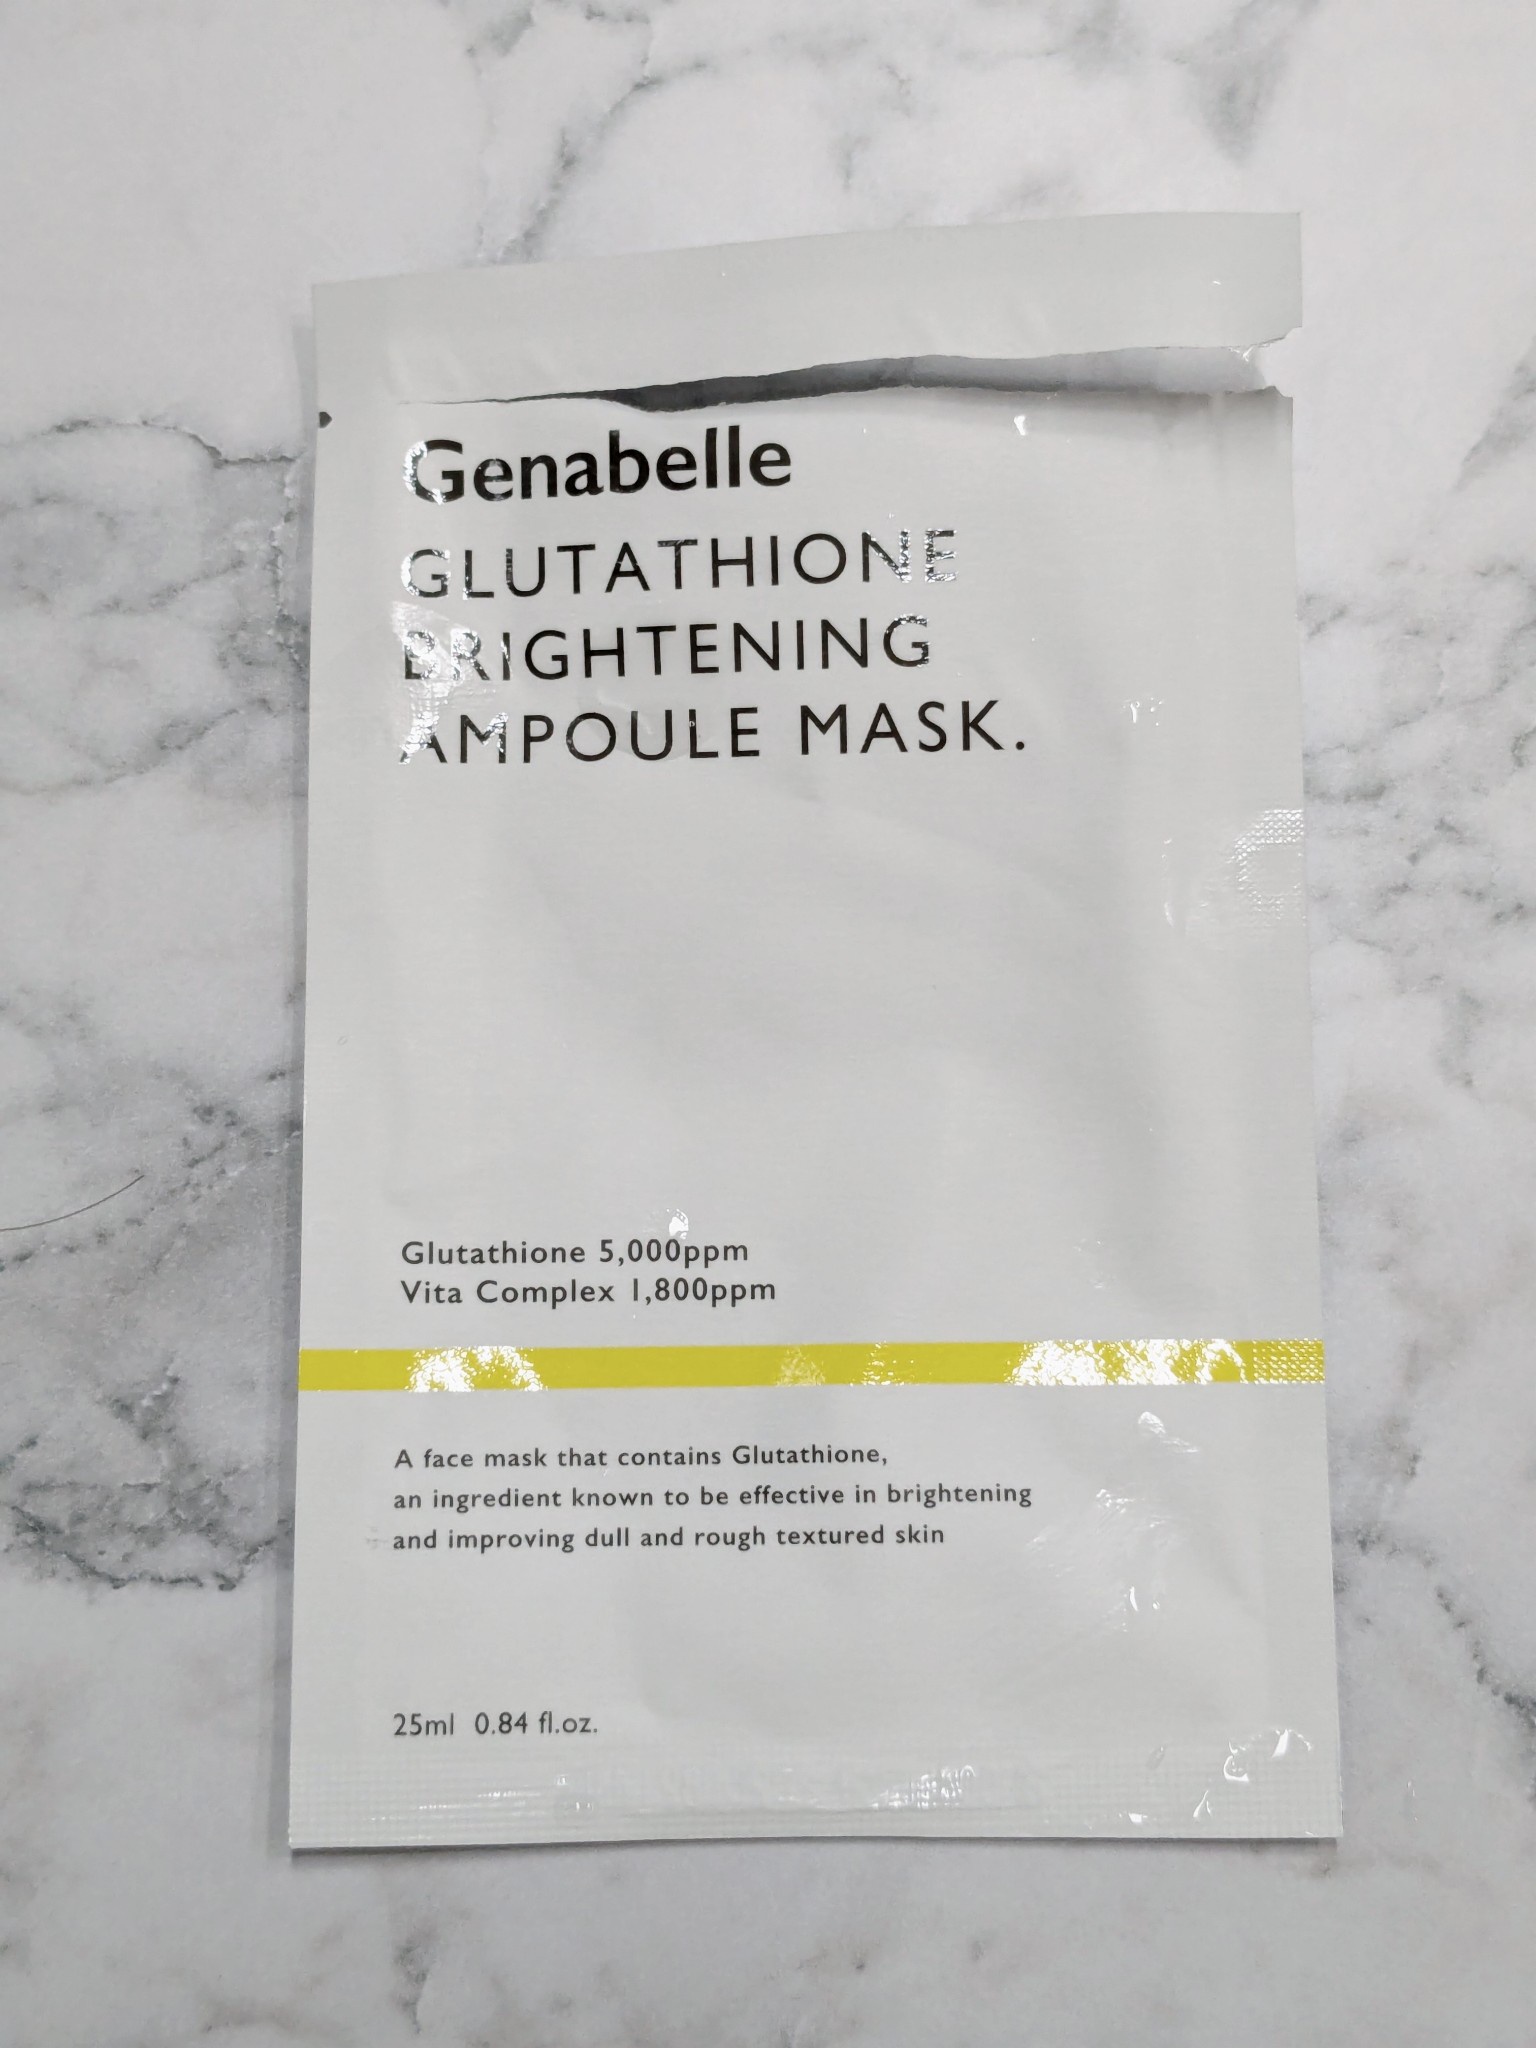 Genabelle
GLUTATHIONE
BRIGHTENING
AMPOULE MASK.
Glutathione 5,000ppm
Vita Complex 1,800ppm
A face mask that contains Glutathione,
an ingredient known to be effective in brightening
and improving dull and rough textured skin
25ml 0.84 fl.oz.